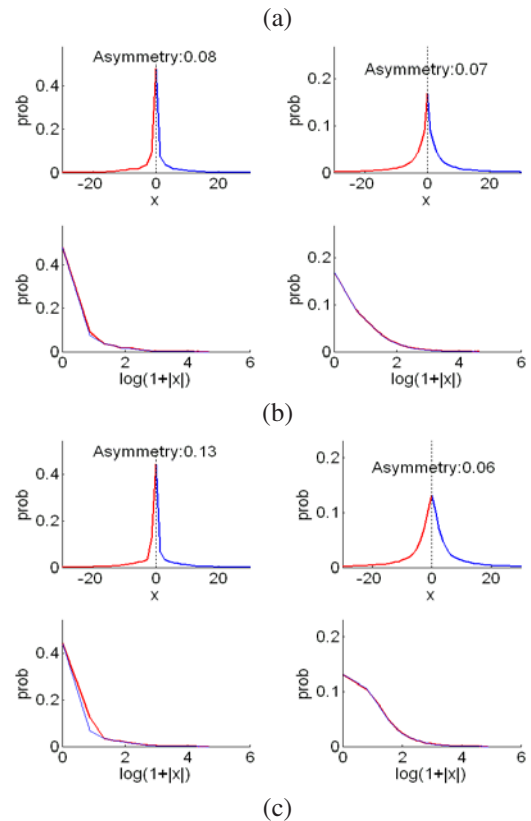 (a)
Asymmetry:0.08
prob
0.4
0.2
0
-20 0 20
x
Asymmetry:0.07
prob
0.2
0.1
0
-20 0 20
x
prob
0.4
0.2
0
0 2 4 6
log(1+|x|)
prob
0.2
0.1
0
0 2 4 6
log(1+|x|)
(b)
Asymmetry:0.13
prob
0.4
0.2
0
-20 0 20
x
Asymmetry:0.06
prob
0.2
0.1
0
-20 0 20
x
prob
0.4
0.2
0
0 2 4 6
log(1+|x|)
prob
0.2
0.1
0
0 2 4 6
log(1+|x|)
(c)